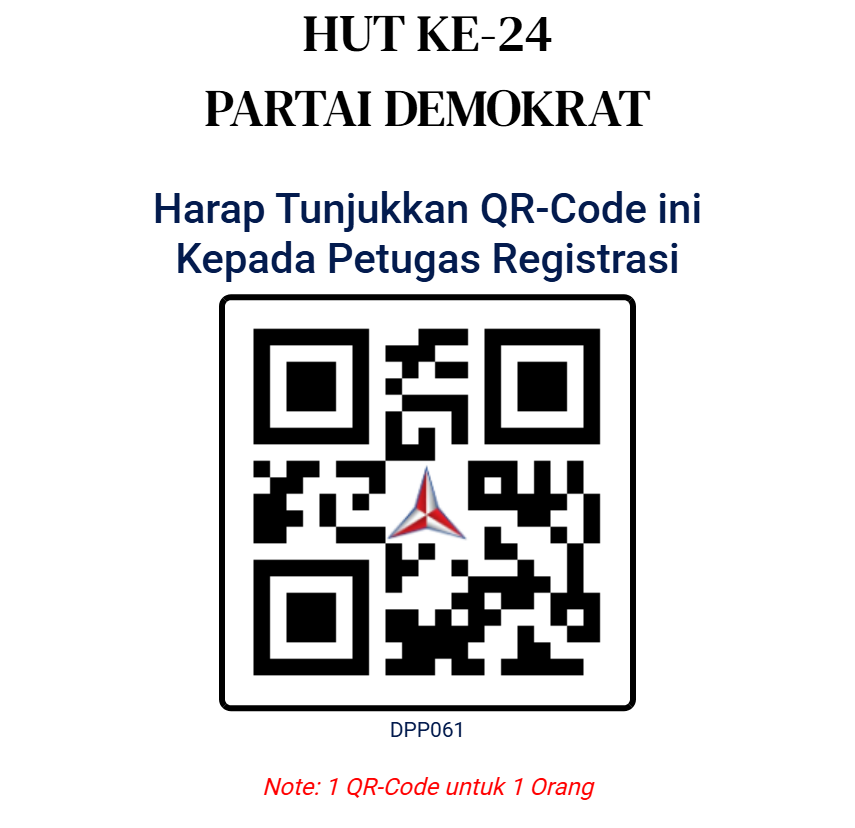 HUT KE-24
PARTAI DEMOKRAT
Harap Tunjukkan QR-Code ini
Kepada Petugas Registrasi
DPP061
Note: 1 QR-Code untuk 1 Orang